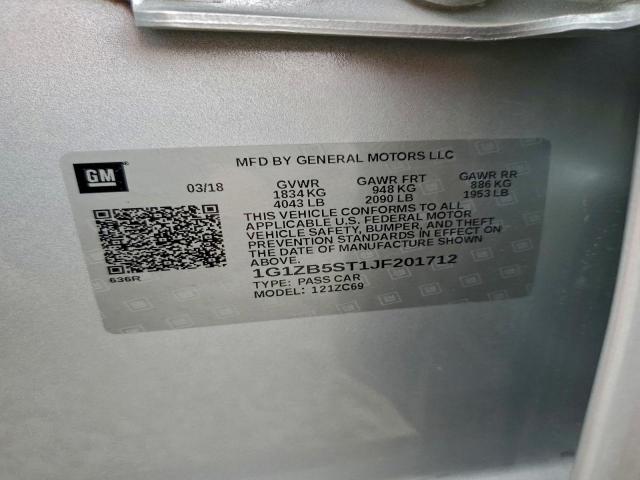 GM
MFD BY GENERAL MOTORS LLC
03/18 GVWR GAWR FRT GAWR RR
1834 KG 948 KG 886 KG
4043 LB 2090 LB 1953 LB
THIS VEHICLE CONFORMS TO ALL
APPLICABLE U.S. FEDERAL MOTOR
VEHICLE SAFETY, BUMPER, AND THEFT
PREVENTION STANDARDS IN EFFECT ON
THE DATE OF MANUFACTURE SHOWN
ABOVE.
636R
1G1ZB5ST1JF201712
TYPE: PASS CAR
MODEL: 121ZC69